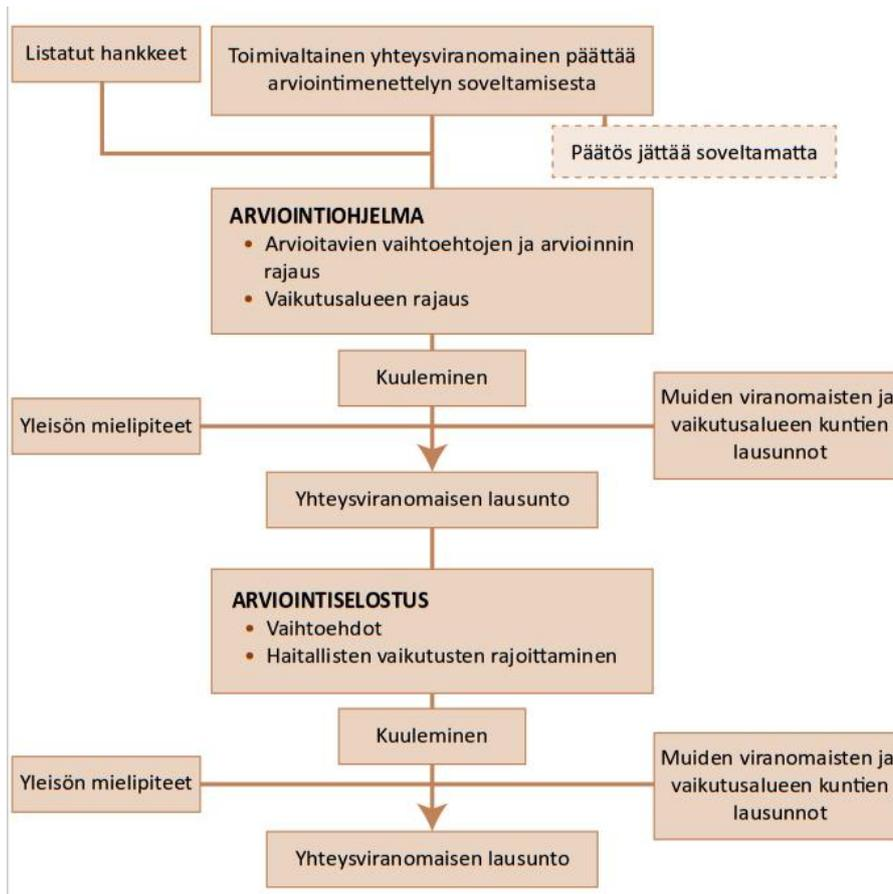 Listatut hankkeet
Toimivaltainen yhteysviranomainen päättää
arviointimenettelyn soveltamisesta
Päätös jättää soveltamatta
ARVIOINTIOHJELMA
• Arvioitavien vaihtoehtojen ja arvioinnin
rajaus
• Vaikutusalueen rajaus
Kuuleminen
Yleisön mielipiteet
Muiden viranomaisten ja
vaikutusalueen kuntien
lausunnot
Yhteysviranomaisen lausunto
ARVIOINTISELOSTUS
• Vaihtoehdot
• Haitallisten vaikutusten rajoittaminen
Kuuleminen
Yleisön mielipiteet
Muiden viranomaisten ja
vaikutusalueen kuntien
lausunnot
Yhteysviranomaisen lausunto